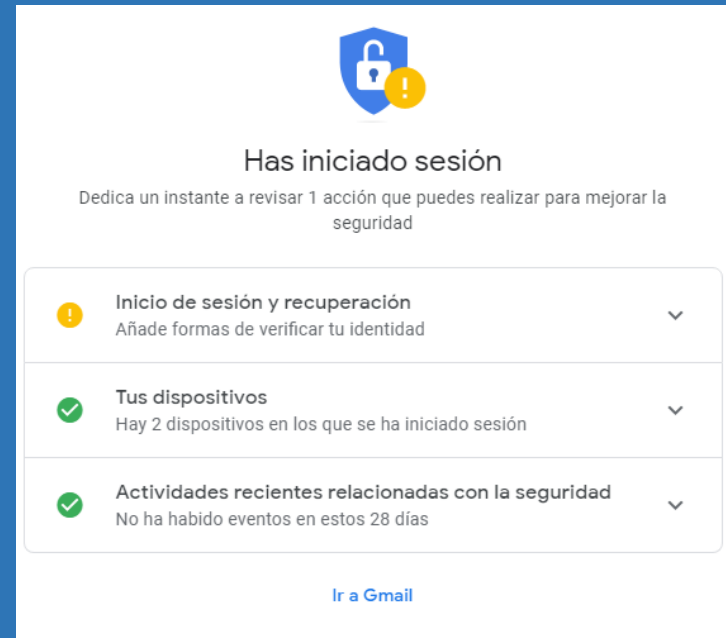 Has iniciado sesión
Dedica un instante a revisar 1 acción que puedes realizar para mejorar la
seguridad
Inicio de sesión y recuperación
Añade formas de verificar tu identidad
Tus dispositivos
Hay 2 dispositivos en los que se ha iniciado sesión
Actividades recientes relacionadas con la seguridad
No ha habido eventos en estos 28 días
Ir a Gmail